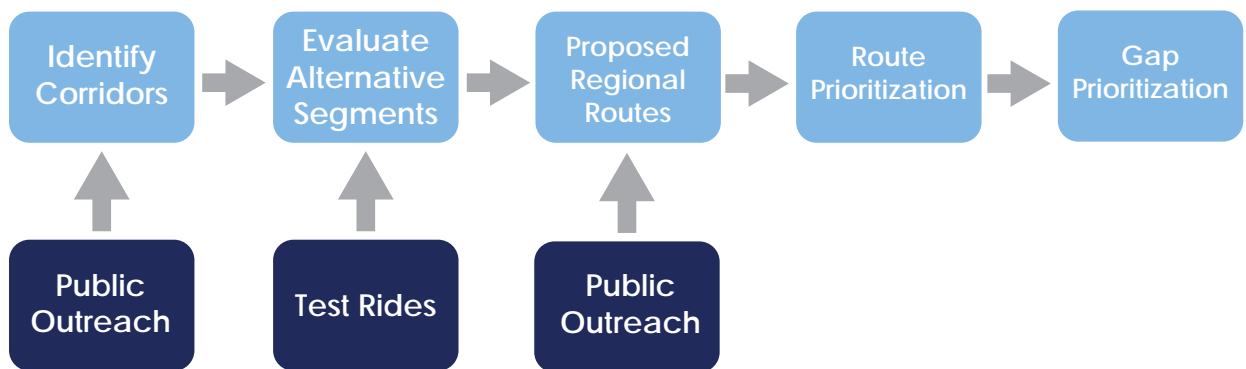 Identify
Corridors
Evaluate
Alternative
Segments
Proposed
Regional
Routes
Route
Prioritization
Gap
Prioritization
Public
Outreach
Test Rides
Public
Outreach